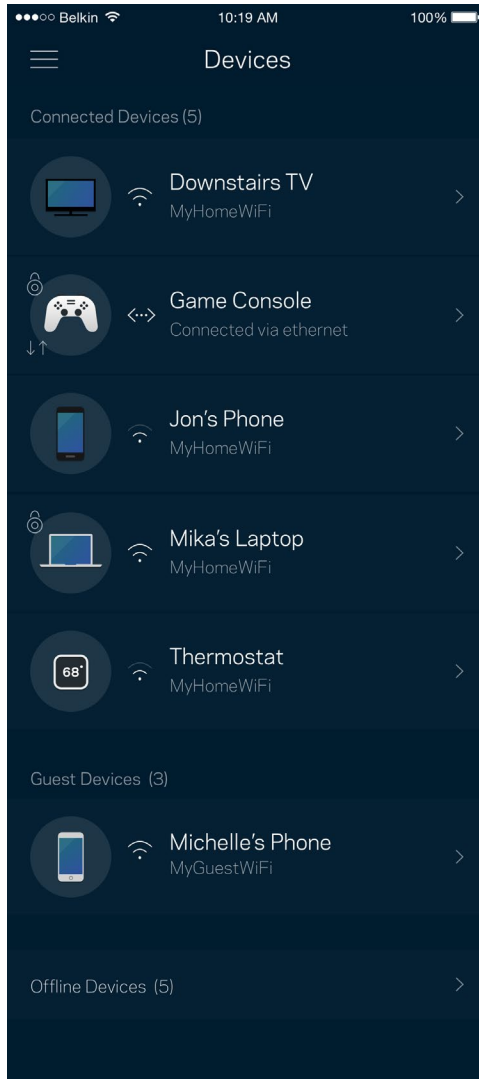 Belkin 10:19 AM 100%
Devices
Connected Devices (5)
Downstairs TV
MyHomeWiFi
Game Console
Connected via ethernet
Jon's Phone
MyHomeWiFi
Mika's Laptop
MyHomeWiFi
68°
Thermostat
MyHomeWiFi
Guest Devices (3)
Michelle's Phone
MyGuestWiFi
Offline Devices (5)